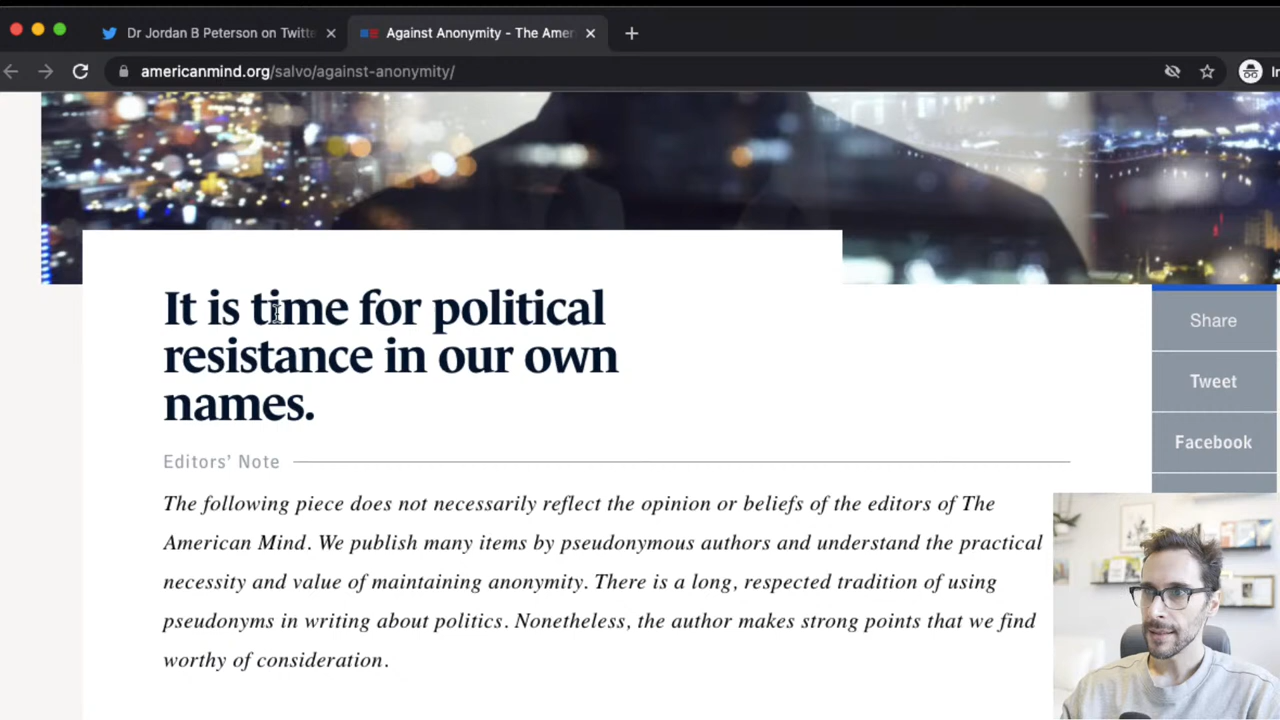 Dr Jordan B Peterson on Twitte
Against Anonymity - The Amer
americanmind.org/salvo/against-anonymity/
It is time for political
resistance in our own
names.
Editors' Note
The following piece does not necessarily reflect the opinion or beliefs of the editors of The
American Mind. We publish many items by pseudonymous authors and understand the practical
necessity and value of maintaining anonymity. There is a long, respected tradition of using
pseudonyms in writing about politics. Nonetheless, the author makes strong points that we find
worthy of consideration.
Share
Tweet
Facebook